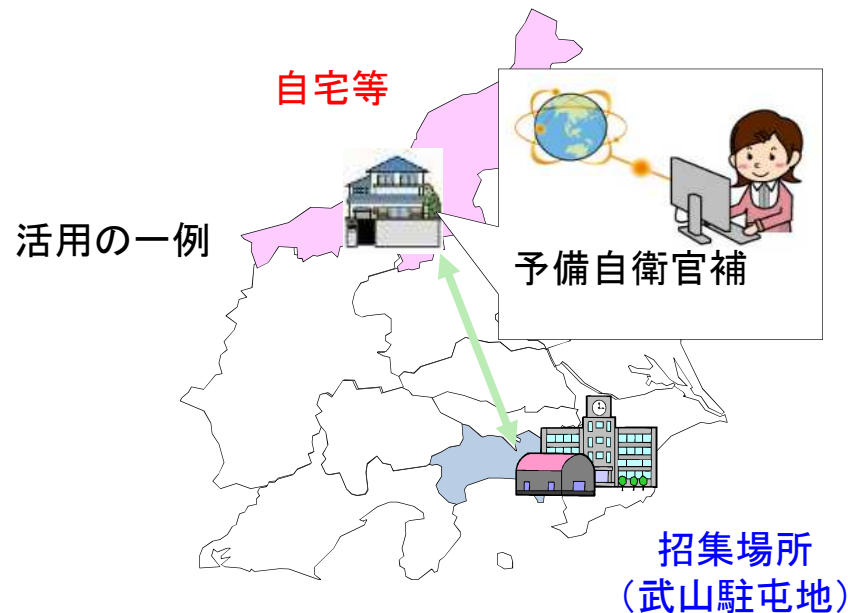 自宅等
活用の一例
予備自衛官補
招集場所
（武山駐屯地）